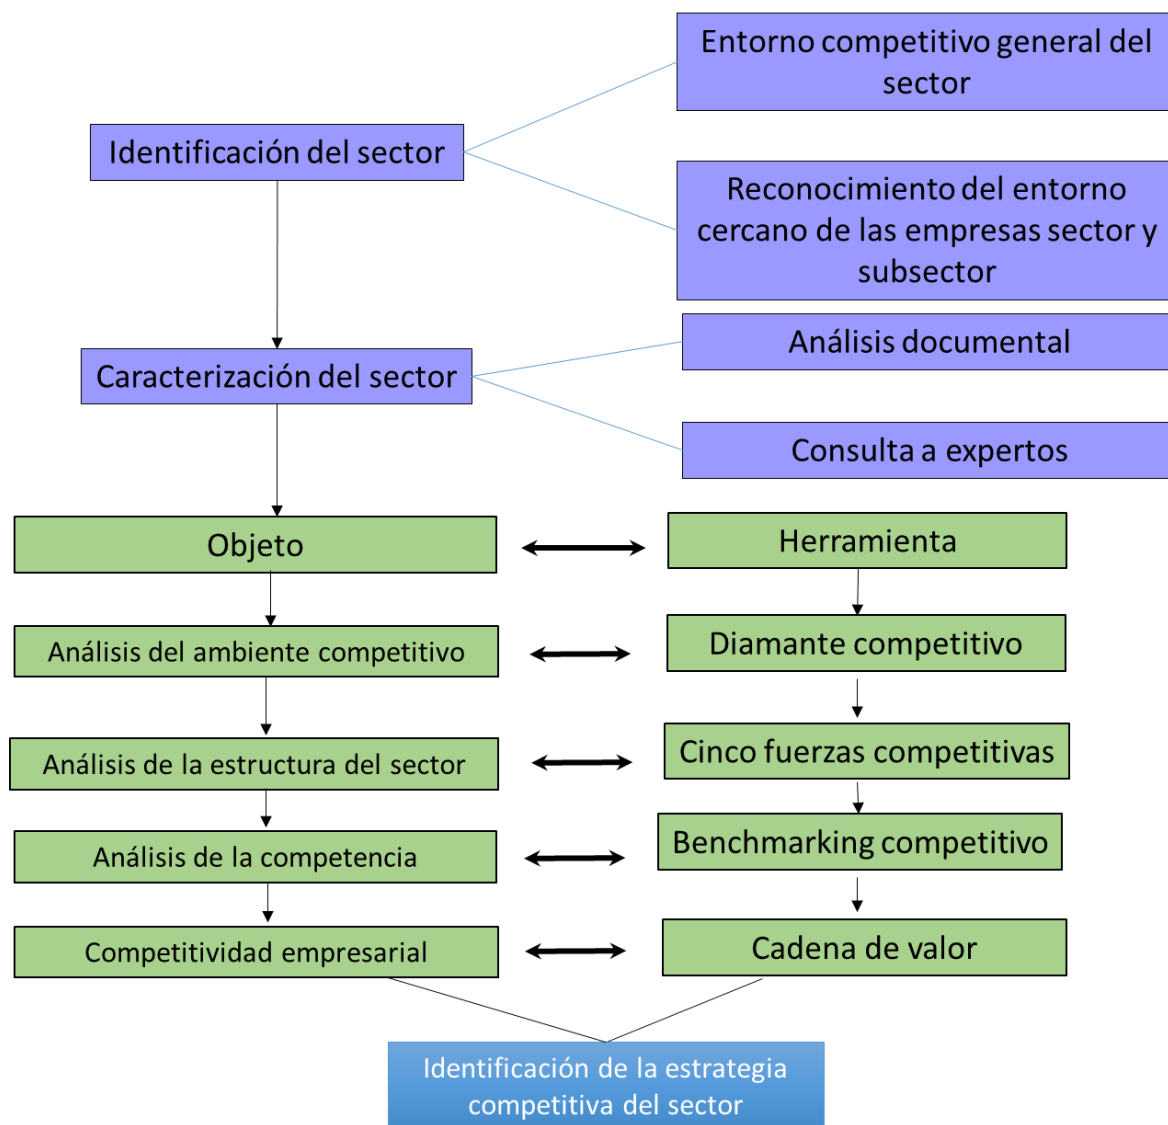 Entorno competitivo general del
sector
Identificación del sector
Reconocimiento del entorno
cercano de las empresas sector y
subsector
Análisis documental
Caracterización del sector
Consulta a expertos
Objeto
Herramienta
Análisis del ambiente competitivo
Diamante competitivo
Análisis de la estructura del sector
Cinco fuerzas competitivas
Análisis de la competencia
Benchmarking competitivo
Competitividad empresarial
Cadena de valor
Identificación de la estrategia
competitiva del sector